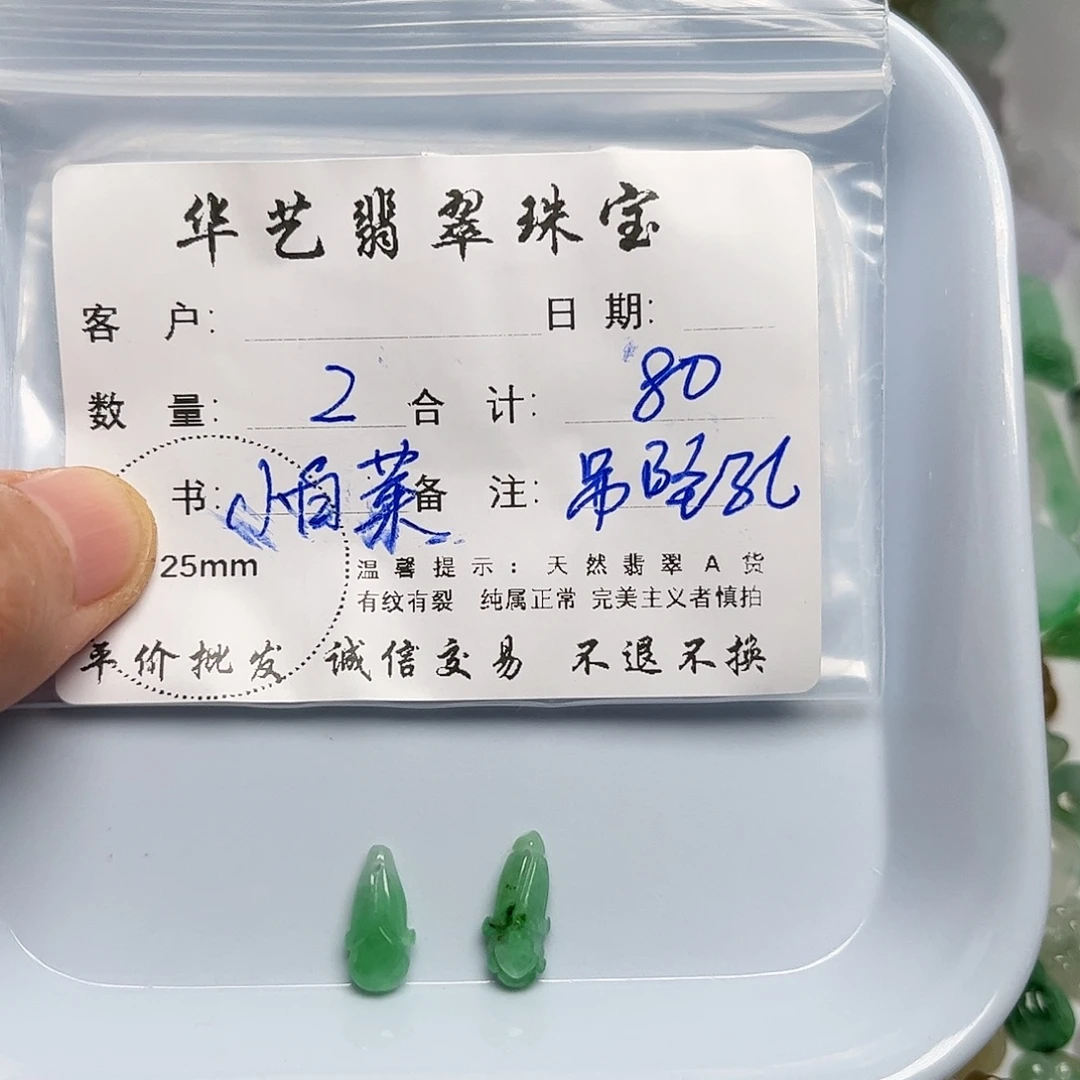 华艺翡翠珠宝
客 户: 日 期:
数 量: 2 合 计: 80
书: 小白菜 备 注: 吊坠孔
25mm 温馨提示: 天然翡翠A货
有纹有裂 纯属正常 完美主义者慎拍
平价批发 诚信交易 不退不换